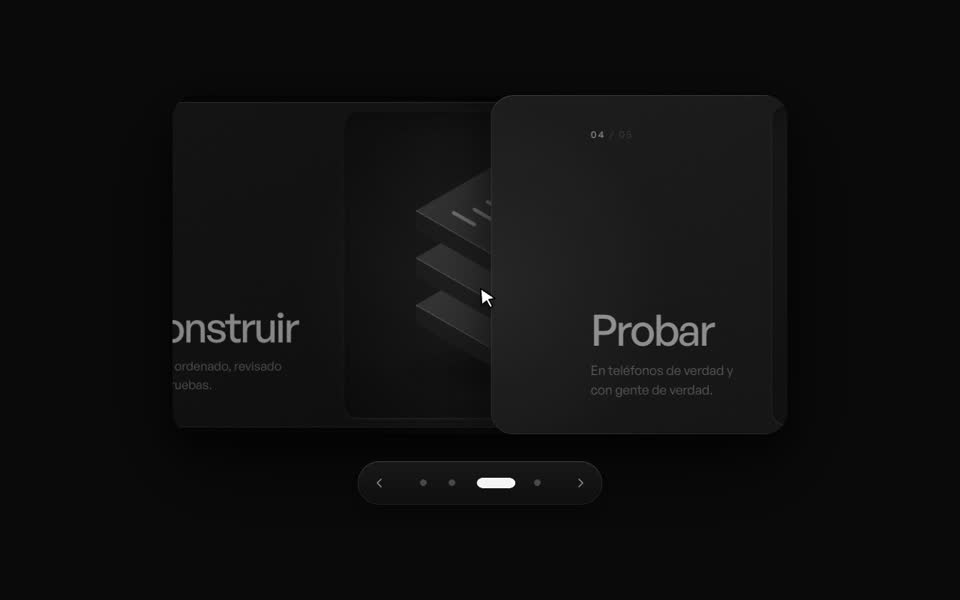 onstruir
ordenado, revisado
ruebas.
04 / 05
Probar
En teléfonos de verdad y
con gente de verdad.